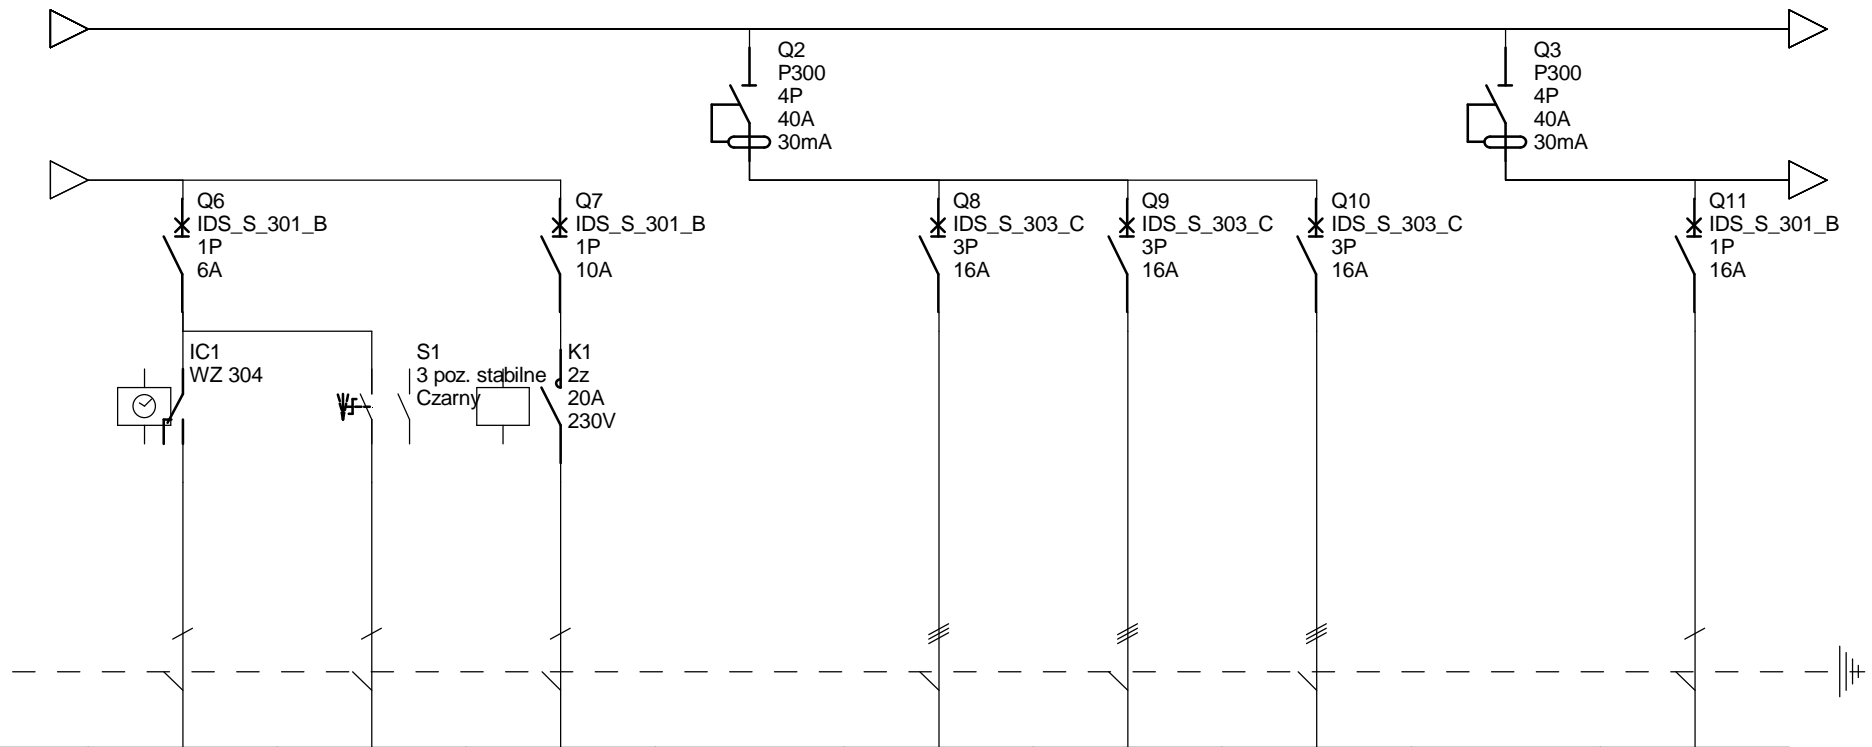 Q2
P300
4P
40A
30mA
Q3
P300
4P
40A
30mA
Q6
IDS_S_301_B
1P
6A
Q7
IDS_S_301_B
1P
10A
Q8
IDS_S_303_C
3P
16A
Q9
IDS_S_303_C
3P
16A
Q10
IDS_S_303_C
3P
16A
Q11
IDS_S_301_B
1P
16A
IC1
WZ 304
S1
3 poz. stabilne
Czarny
K1
2z
20A
230V